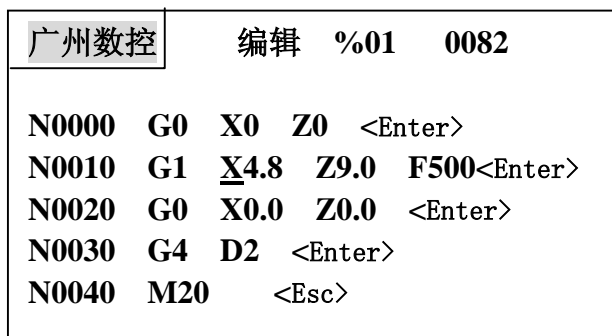 广州数控 编辑 %01 0082
N0000 G0 X0 Z0 <Enter>
N0010 G1 X4.8 Z9.0 F500<Enter>
N0020 G0 X0.0 Z0.0 <Enter>
N0030 G4 D2 <Enter>
N0040 M20 <Esc>